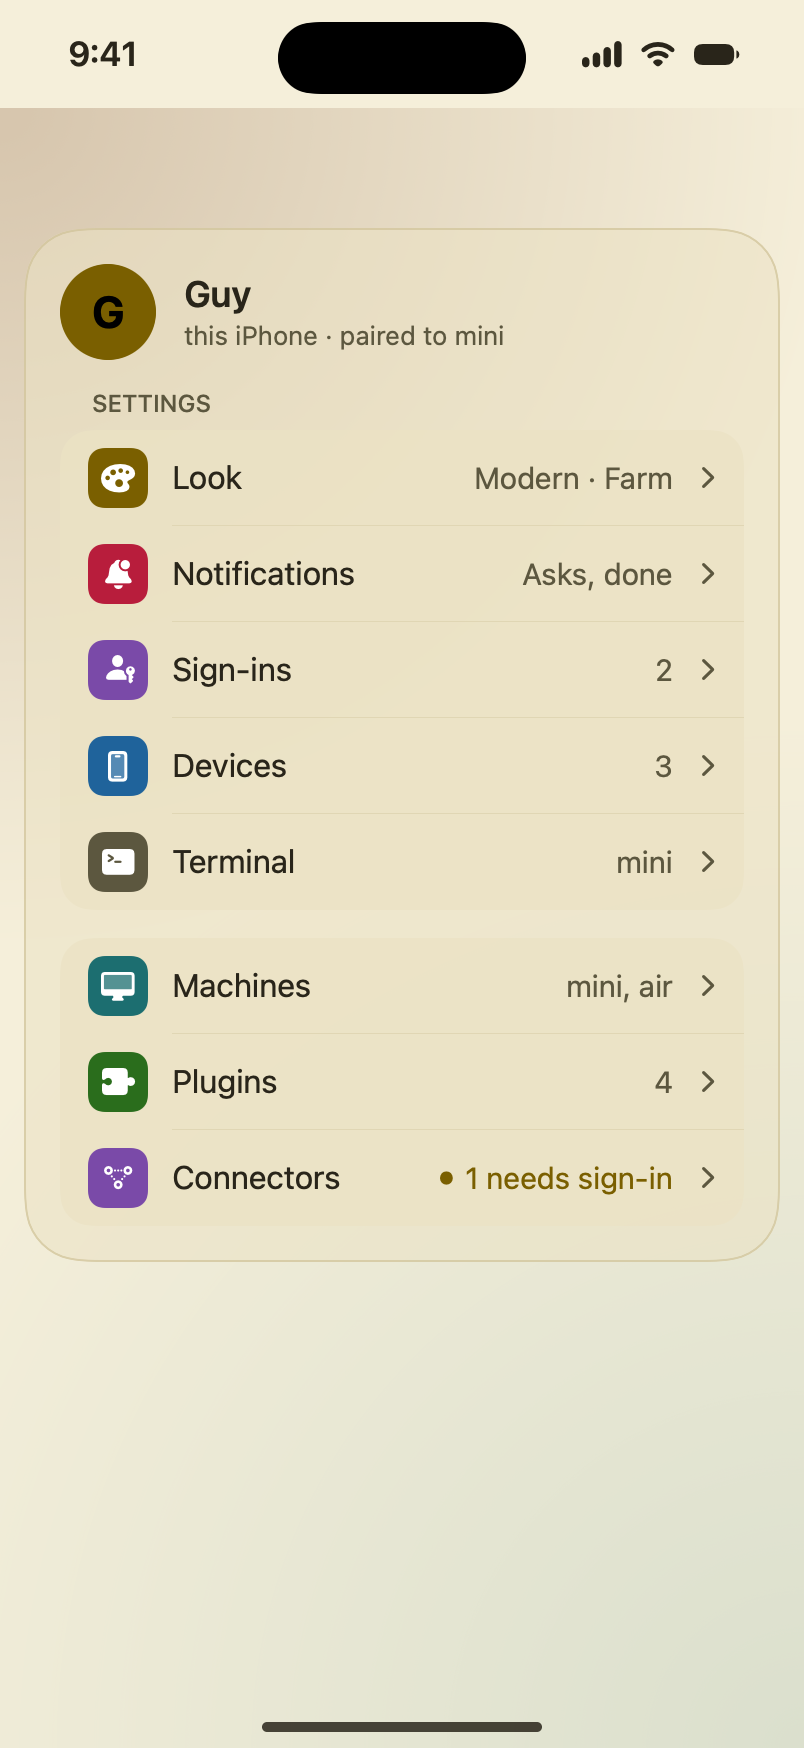 9:41
G
Guy
this iPhone · paired to mini
SETTINGS
Look Modern · Farm
Notifications Asks, done
Sign-ins 2
Devices 3
Terminal mini
Machines mini, air
Plugins 4
Connectors 1 needs sign-in